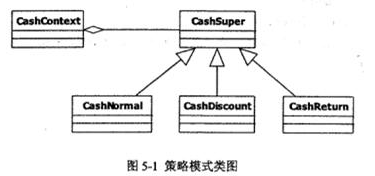 CashContext
CashSuper
CashNormal
CashDiscount
CashReturn
图 5-1 策略模式类图